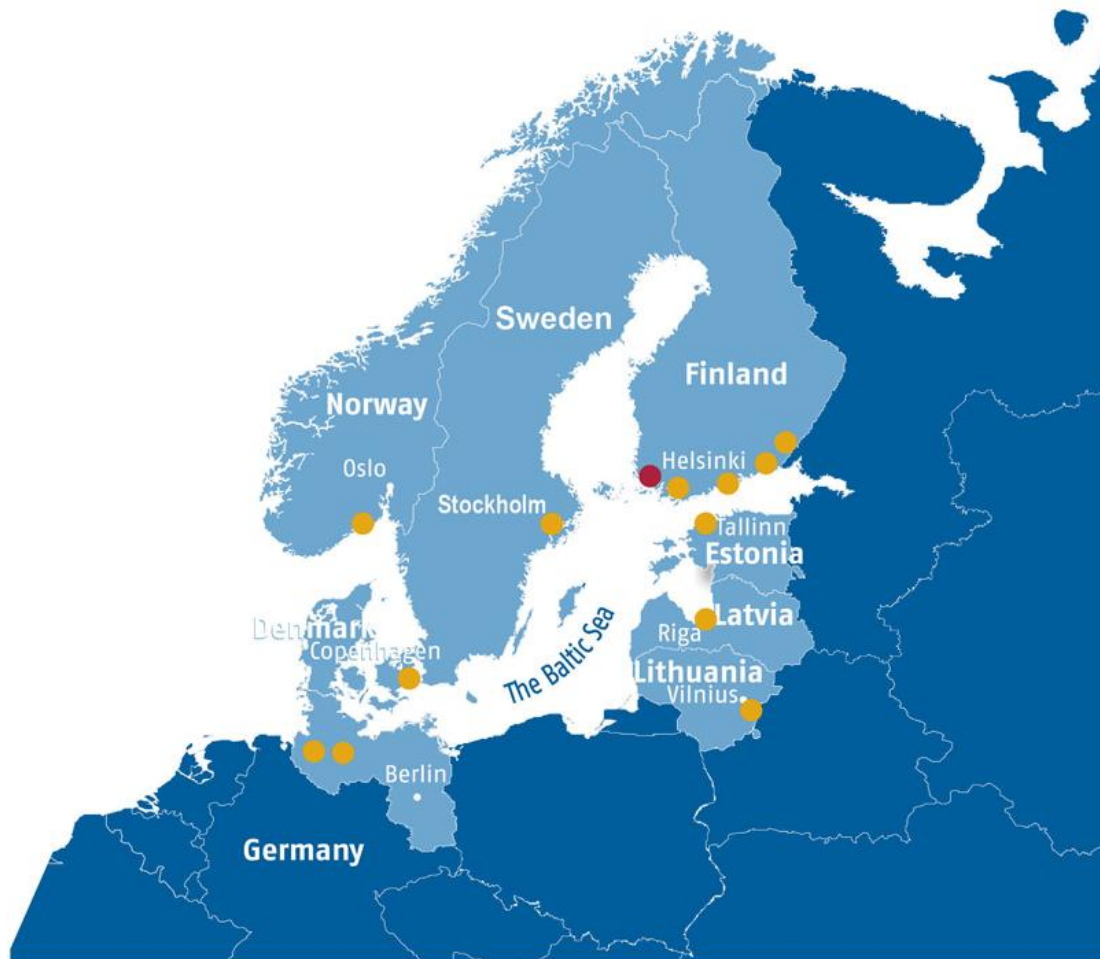 Sweden
Finland
Norway
Helsinki
Oslo
Stockholm
Tallinn
Estonia
Denmark
Copenhagen
Latvia
Riga
The Baltic Sea
Lithuania
Vilnius
Berlin
Germany